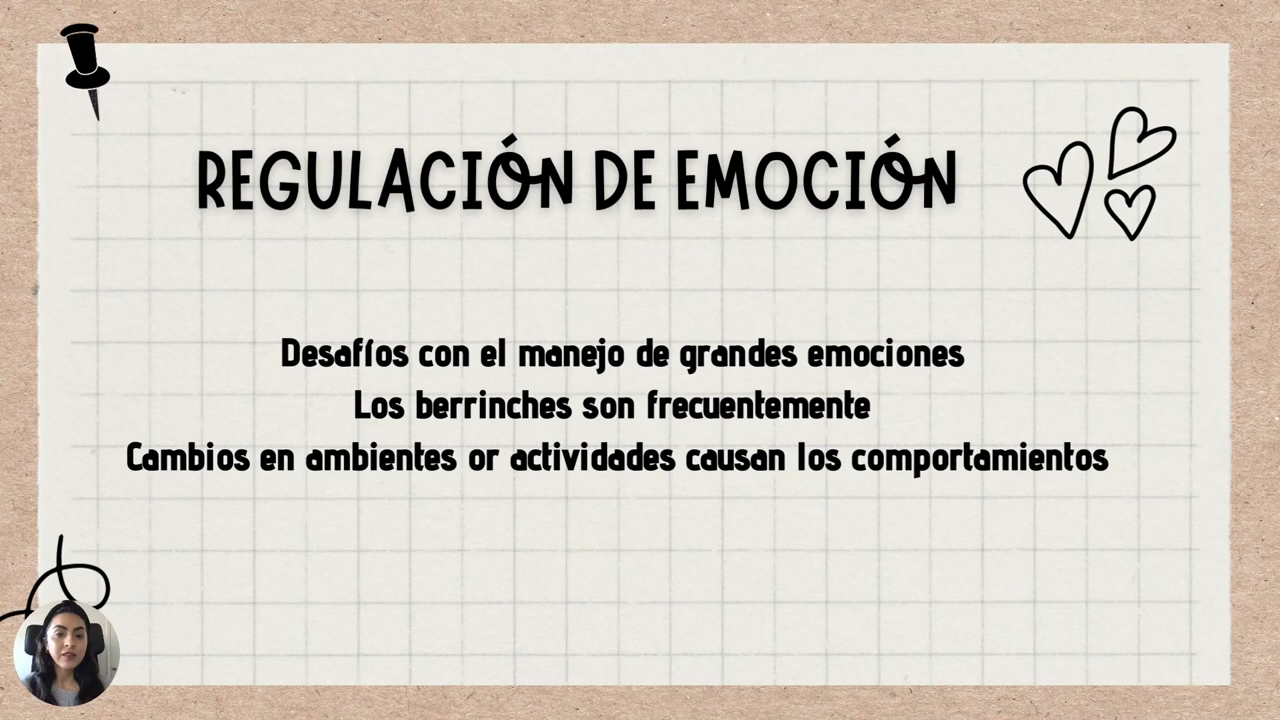 REGULACIÓN DE EMOCIÓN
Desafíos con el manejo de grandes emociones
Los berrinches son frecuentemente
Cambios en ambientes or actividades causan los comportamientos